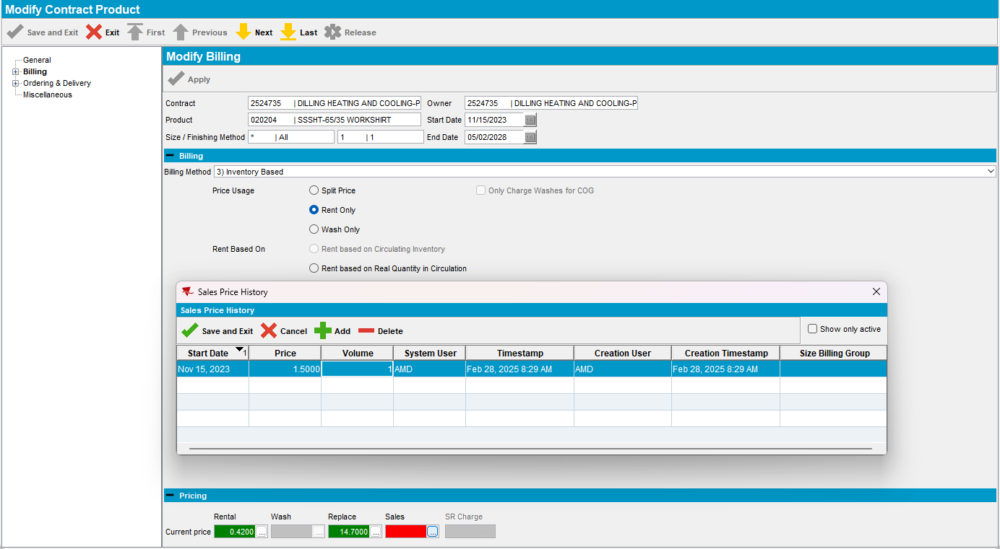 Modify Contract Product
Save and Exit Exit First Previous Next Last Release
General
Billing
Ordering & Delivery
Miscellaneous
Modify Billing
Apply
Contract 2524735 | DILLING HEATING AND COOLING-P Owner 2524735 | DILLING HEATING AND COOLING-P
Product 020204 | SSSHT-65/35 WORKSHIRT Start Date 11/15/2023
Size / Finishing Method * | All 1 | 1 End Date 05/02/2028
Billing
Billing Method 3) Inventory Based
Price Usage Split Price Only Charge Washes for COG
Rent Only
Wash Only
Rent Based On Rent based on Circulating Inventory
Rent based on Real Quantity in Circulation
Sales Price History
Sales Price History
Save and Exit Cancel Add Delete Show only active
Start Date 1 Price Volume System User Timestamp Creation User Creation Timestamp Size Billing Group
Nov 15, 2023 1.5000 1 AMD Feb 28, 2025 8:29 AM AMD Feb 28, 2025 8:29 AM
Pricing
Rental Wash Replace Sales SR Charge
Current price 0.4200 ... ... 14.7000 ... ...